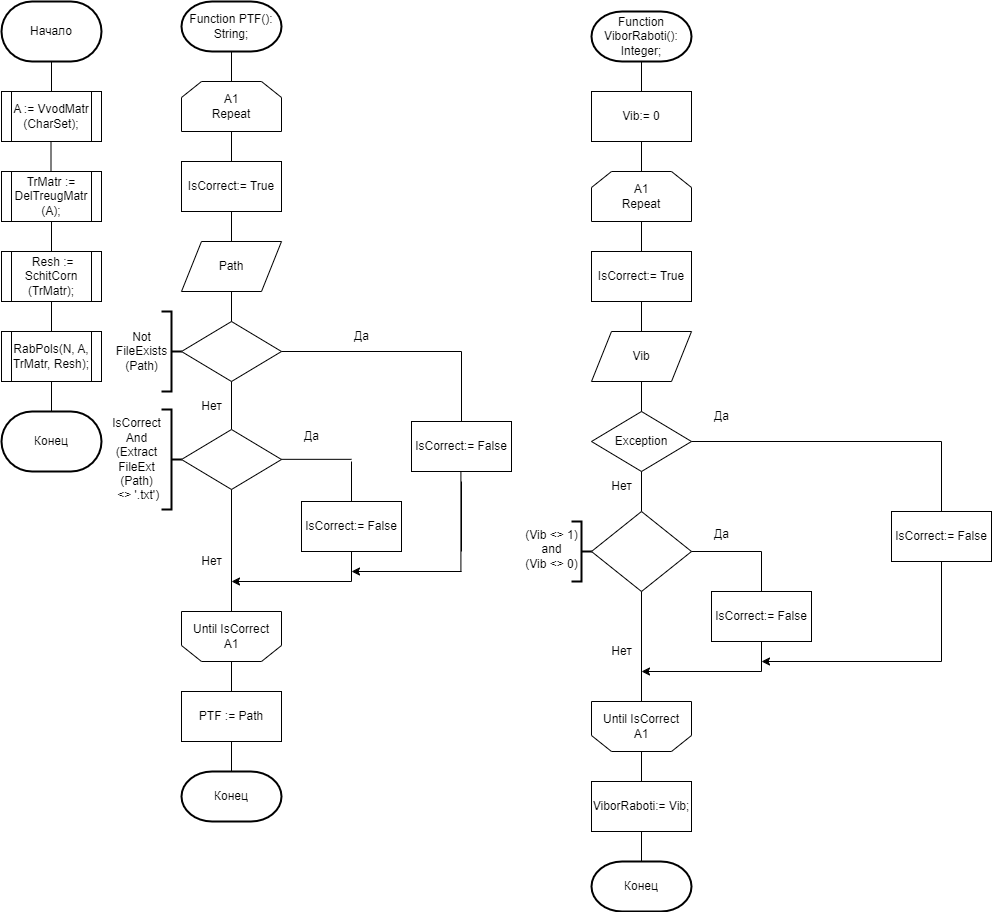 Начало
A := VvodMatr
(CharSet);
TrMatr :=
DelTreugMatr
(A);
Resh :=
SchitCorn
(TrMatr);
RabPols(N, A,
TrMatr, Resh);
Конец
Function PTF():
String;
A1
Repeat
IsCorrect:= True
Path
Not
FileExists
(Path)
Да
Нет
IsCorrect:= False
IsCorrect
And
(Extract
FileExt
(Path)
<> '.txt')
Да
IsCorrect:= False
Нет
Until IsCorrect
A1
PTF := Path
Конец
Function
ViborRaboti():
Integer;
Vib:= 0
A1
Repeat
IsCorrect:= True
Vib
Exception
Да
Нет
IsCorrect:= False
(Vib <> 1)
and
(Vib <> 0)
Да
IsCorrect:= False
Нет
Until IsCorrect
A1
ViborRaboti:= Vib;
Конец